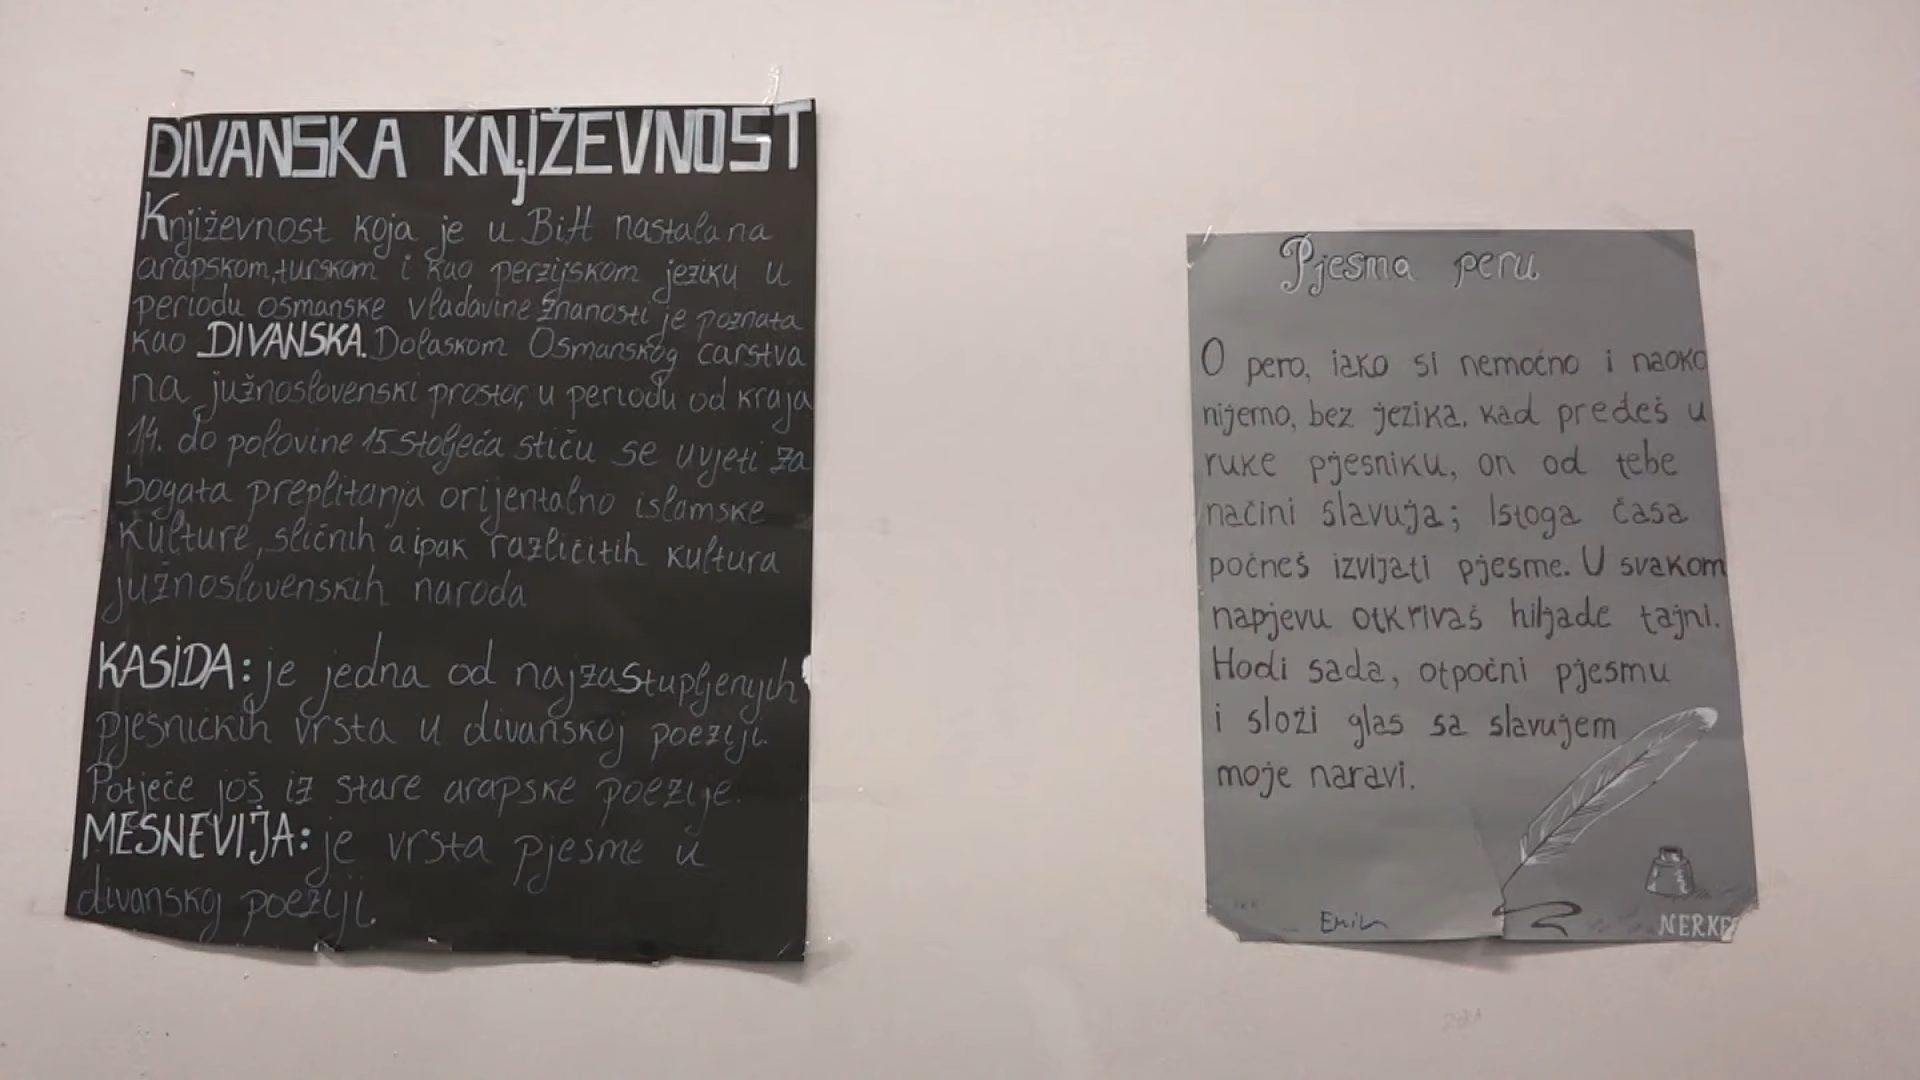 DIVANSKA KNJIŽEVNOST
Književnost koja je u BiH nastala na
arapskom, turskom i kao perzijskom jeziku u
periodu osmanske vladavine znanosti je poznata
kao DIVANSKA. Dolaskom Osmanskog carstva
na južnoslovenski prostor, u periodu od kraja
14. do polovine 15 stoljeća stiču se uvjeti za
bogata preplitanja orijentalno islamske
kulture, sličnih a ipak različitih kultura
južnoslovenskih naroda
KASIDA: je jedna od najzastupljenijih
pjesničkih vrsta u divanskoj poeziji.
Potječe još iz stare arapske poezije.
MESNEVIJA: je vrsta pjesme u
divanskoj poeziji.
Pjesma peru
O pero, iako si nemoćno i naoko
nijemo, bez jezika, kad pređeš u
ruke pjesniku, on od tebe
načini slavuja; Istoga časa
počneš izvijati pjesme. U svakom
napjevu otkrivaš hiljade tajni.
Hodi sada, otpočni pjesmu
i složi glas sa slavujem
moje naravi.
NERKE